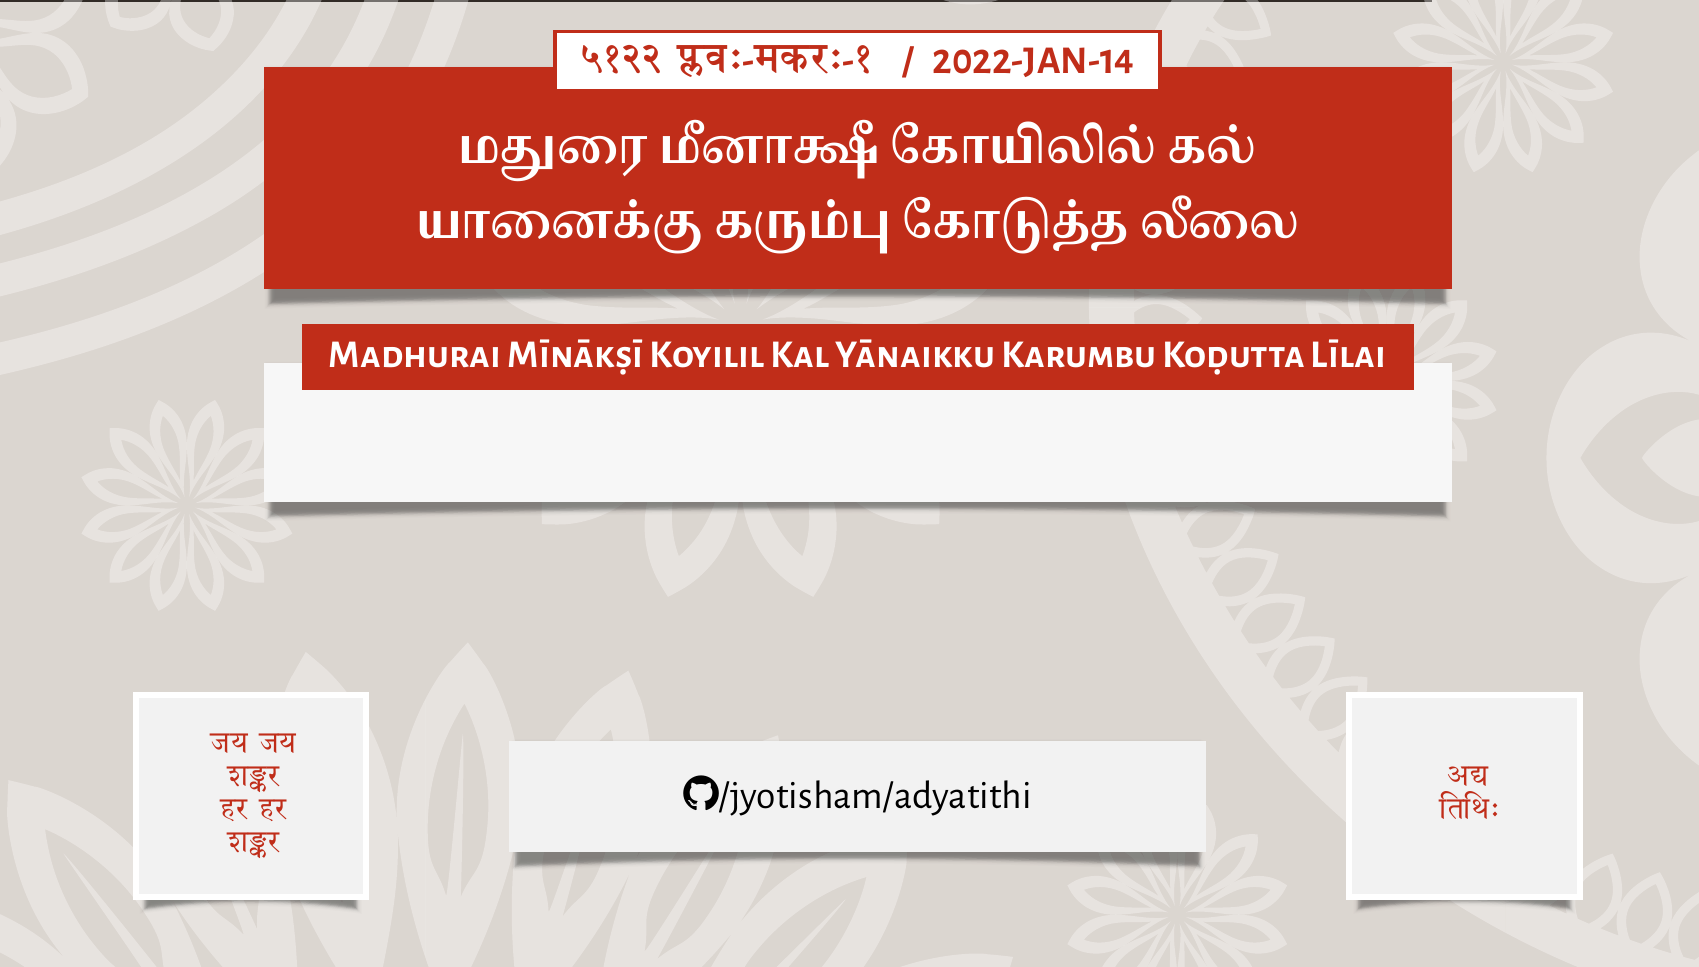 ५१२२ प्लवः-मकरः-१ / 2022-JAN-14
மதுரை மீனாக்ஷீ கோயிலில் கல்
யானைக்கு கரும்பு கோடுத்த லீலை
Madhurai Mīnākṣī Koyilil Kal Yānaikku Karumbu Koḍutta Līlai
जय जय
शङ्कर
हर हर
शङ्कर
/jyotisham/adyatithi
अद्य
तिथिः